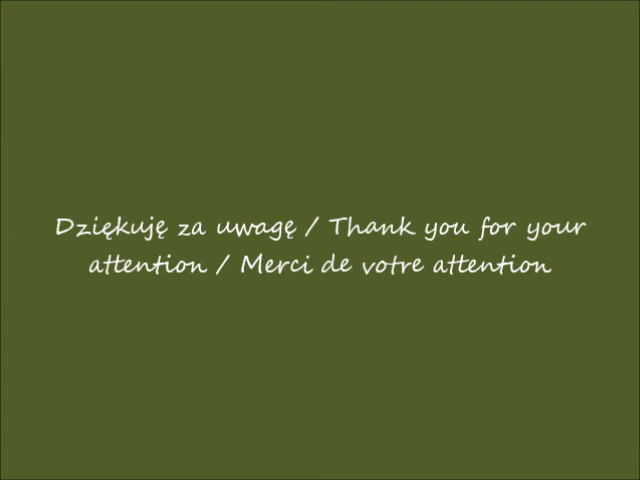 Dziękuję za uwagę / Thank you for your
attention / Merci de votre attention